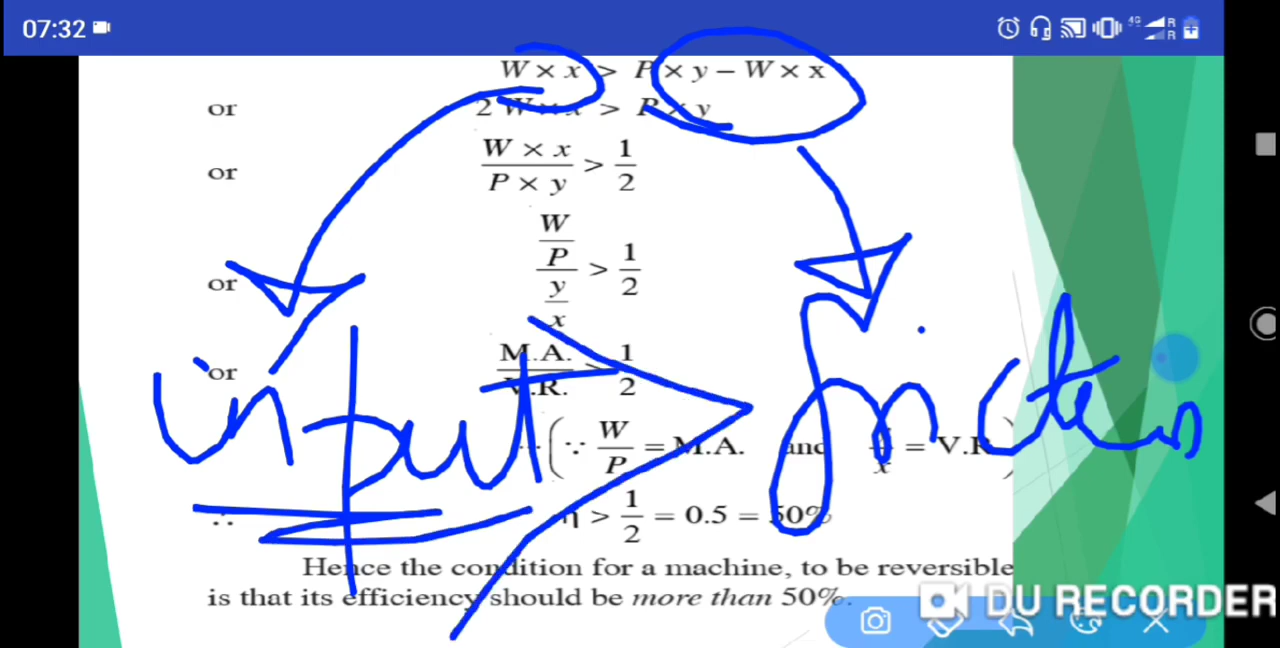 07:32
4G R
R
W × x > P × y − W × x
or 2 W × x > P × y
or W × x / P × y > 1/2
or W/P / y/x > 1/2
or M.A. / V.R. > 1/2
input > friction
(∵ W/P = M.A. and y/x = V.R.)
∴ η > 1/2 = 0.5 = 50%
Hence the condition for a machine, to be reversible
is that its efficiency should be more than 50%.
DU RECORDER